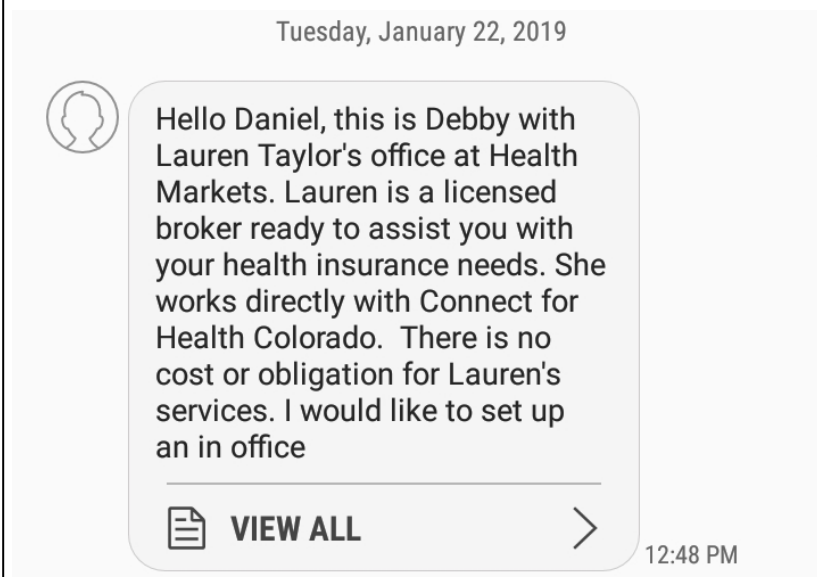 Tuesday, January 22, 2019
Hello Daniel, this is Debby with
Lauren Taylor's office at Health
Markets. Lauren is a licensed
broker ready to assist you with
your health insurance needs. She
works directly with Connect for
Health Colorado.  There is no
cost or obligation for Lauren's
services. I would like to set up
an in office
VIEW ALL
12:48 PM